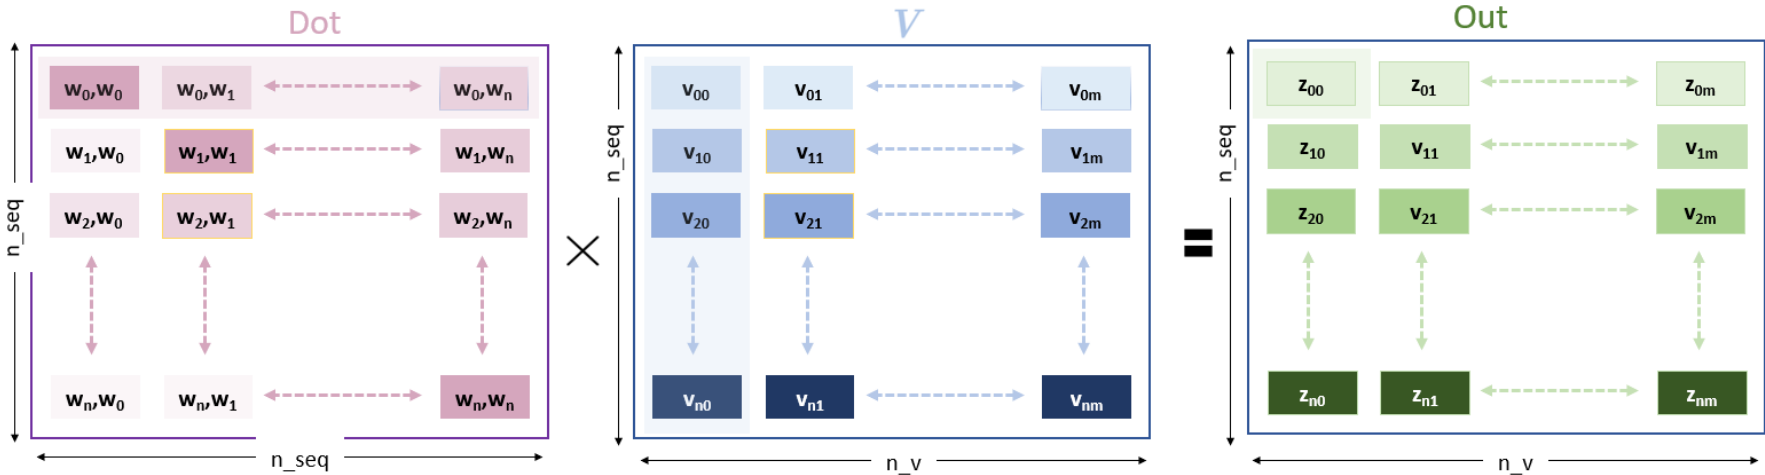 Dot V Out
w₀,w₀ w₀,w₁ w₀,wₙ v₀₀ v₀₁ v₀ₘ z₀₀ z₀₁ z₀ₘ
w₁,w₀ w₁,w₁ w₁,wₙ v₁₀ v₁₁ v₁ₘ z₁₀ v₁₁ v₁ₘ
w₂,w₀ w₂,w₁ w₂,wₙ v₂₀ v₂₁ v₂ₘ z₂₀ v₂₁ v₂ₘ
n_seq × n_seq = n_seq
wₙ,w₀ wₙ,w₁ wₙ,wₙ vₙ₀ vₙ₁ vₙₘ zₙ₀ zₙ₁ zₙₘ
n_seq n_v n_v